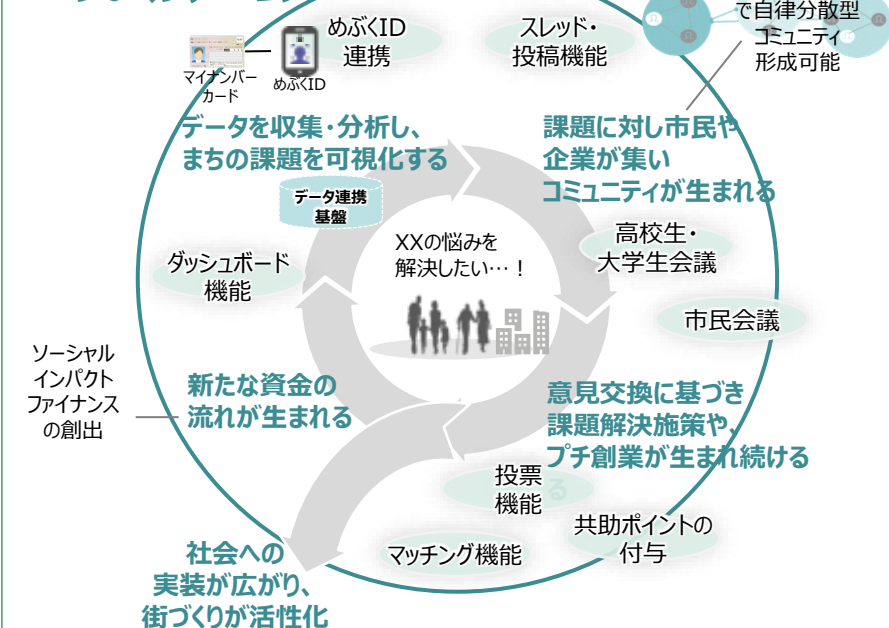 めぶくID
連携
スレッド・
投稿機能
で自律分散型
コミュニティ
形成可能
マイナンバー
カード
めぶくID
データを収集・分析し、
まちの課題を可視化する
課題に対し市民や
企業が集い
コミュニティが生まれる
データ連携
基盤
XXの悩みを
解決したい…！
高校生・
大学生会議
ダッシュボード
機能
市民会議
ソーシャル
インパクト
ファイナンス
の創出
新たな資金の
流れが生まれる
意見交換に基づき
課題解決施策や、
プチ創業が生まれ続ける
投票
機能
る
共助ポイントの
付与
マッチング機能
社会への
実装が広がり、
街づくりが活性化